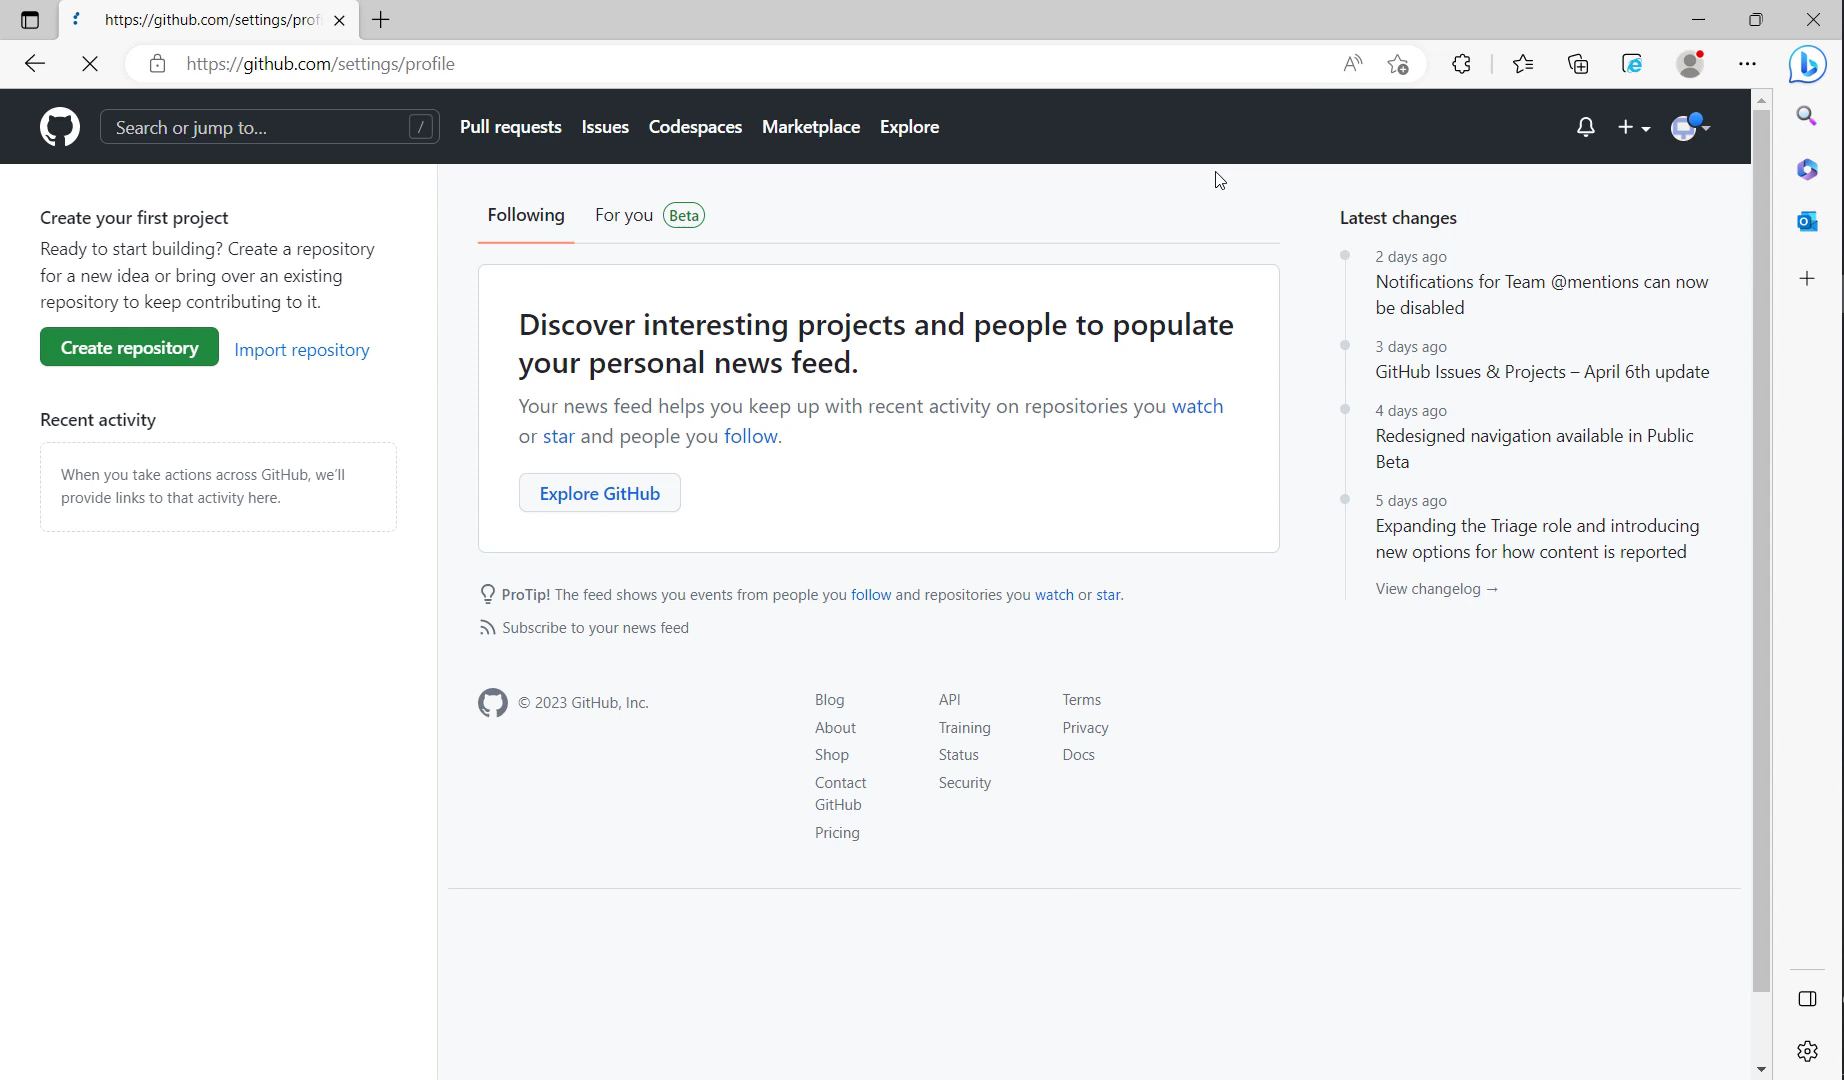 https://github.com/settings/prof
https://github.com/settings/profile
Search or jump to... /
Pull requests Issues Codespaces Marketplace Explore
Create your first project
Ready to start building? Create a repository
for a new idea or bring over an existing
repository to keep contributing to it.
Create repository Import repository
Recent activity
When you take actions across GitHub, we'll
provide links to that activity here.
Following For you Beta
Discover interesting projects and people to populate
your personal news feed.
Your news feed helps you keep up with recent activity on repositories you watch
or star and people you follow.
Explore GitHub
ProTip! The feed shows you events from people you follow and repositories you watch or star.
Subscribe to your news feed
© 2023 GitHub, Inc.
Blog
About
Shop
Contact
GitHub
Pricing
API
Training
Status
Security
Terms
Privacy
Docs
Latest changes
2 days ago
Notifications for Team @mentions can now
be disabled
3 days ago
GitHub Issues & Projects – April 6th update
4 days ago
Redesigned navigation available in Public
Beta
5 days ago
Expanding the Triage role and introducing
new options for how content is reported
View changelog →